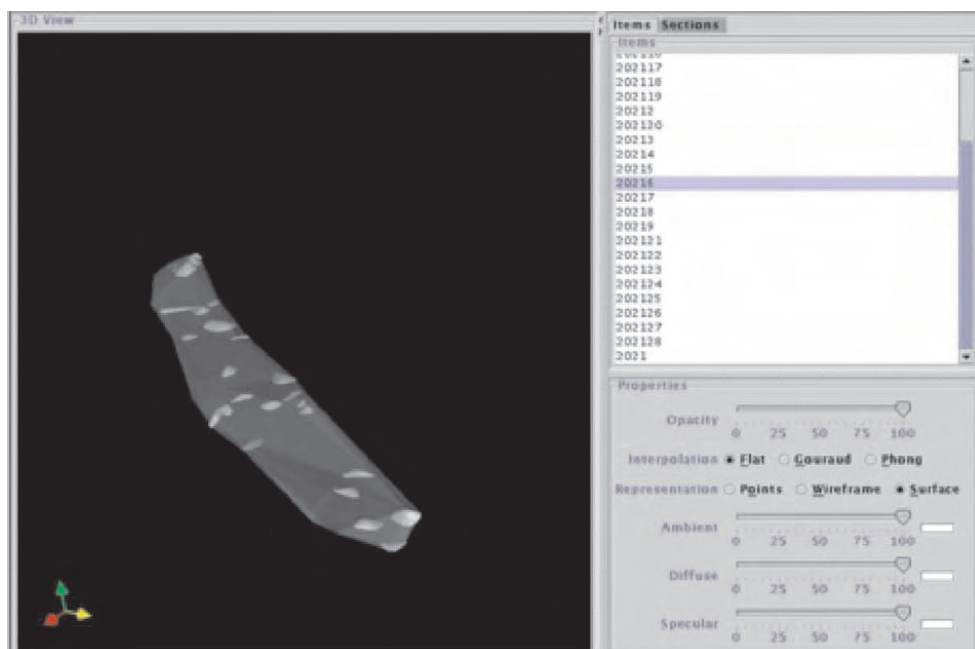 3D View
Items Sections
Items
202116
202117
202118
202119
20212
202120
20213
20214
20215
20216
20217
20218
20219
202121
202122
202123
202124
202125
202126
202127
202128
2021
Properties
Opacity
0 25 50 75 100
Interpolation Flat Gouraud Phong
Representation Points Wireframe Surface
Ambient
0 25 50 75 100
Diffuse
0 25 50 75 100
Specular
0 25 50 75 100